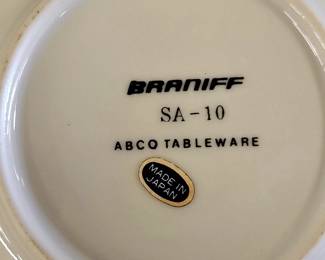 BRANIFF
SA-10
ABCO TABLEWARE
MADE IN
JAPAN